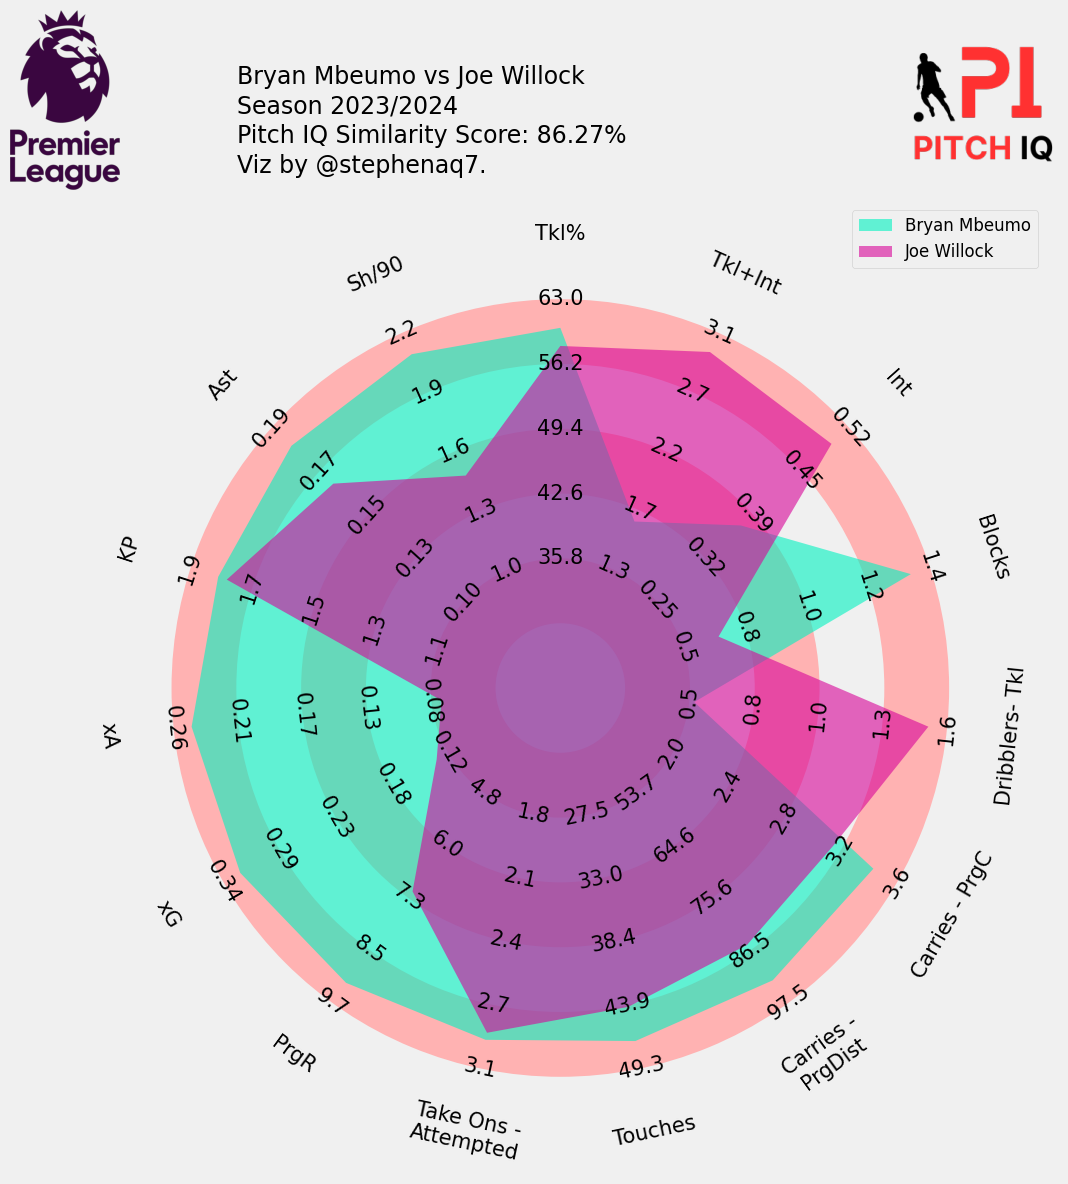 Premier
League
Bryan Mbeumo vs Joe Willock
Season 2023/2024
Pitch IQ Similarity Score: 86.27%
Viz by @stephenaq7.
PI
PITCH IQ
Bryan Mbeumo
Joe Willock
Tkl%
63.0
56.2
49.4
42.6
35.8
Tkl+Int
3.1
2.7
2.2
1.7
1.3
Int
0.52
0.45
0.39
0.32
0.25
Blocks
1.4
1.2
1.0
0.8
0.5
Dribblers- Tkl
1.6
1.3
1.0
0.8
0.5
Carries - PrgC
3.6
3.2
2.8
2.4
2.0
Carries -
PrgDist
97.5
86.5
75.6
64.6
53.7
Touches
49.3
43.9
38.4
33.0
27.5
Take Ons -
Attempted
3.1
2.7
2.4
2.1
1.8
PrgR
9.7
8.5
7.3
6.0
4.8
xG
0.34
0.29
0.23
0.18
0.12
xA
0.26
0.21
0.17
0.13
0.08
KP
1.9
1.7
1.5
1.3
1.1
Ast
0.19
0.17
0.15
0.13
0.10
Sh/90
2.2
1.9
1.6
1.3
1.0